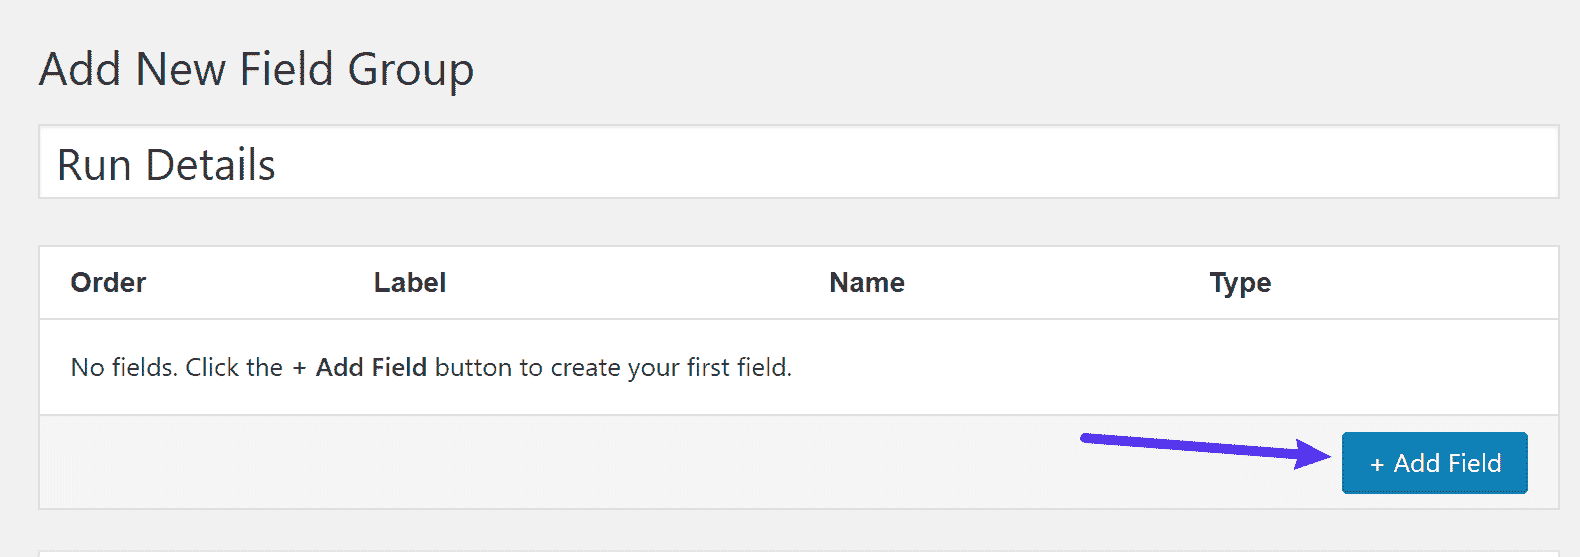 Add New Field Group
Run Details
Order Label Name Type
No fields. Click the + Add Field button to create your first field.
+ Add Field